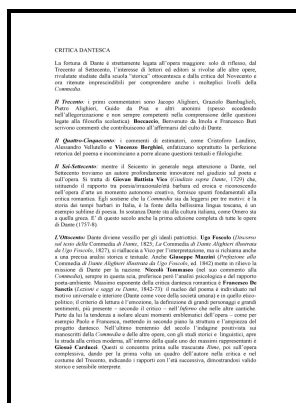 CRITICA DANTESCA
La fortuna di Dante è strettamente legata all'opera maggiore: solo di riflesso, dal
Trecento al Settecento, l'interesse di lettori ed editori si rivolse alle altre opere,
rivalutate studiate dalla scuola "storica" ottocentesca e dalla critica del Novecento e
ora ritenute imprescindibili per comprendere anche i molteplici livelli della
Commedia.
Il Trecento: i primi commentatori sono Jacopo Alighieri, Graziolo Bambaglioli,
Pietro Alighieri, Guido da Pisa e altri anonimi (spesso eccedendo
nell'allegorizzazione e non sempre competenti nella comprensione delle questioni
legate alla filosofia scolastica). Boccaccio, Benvenuto da Imola e Francesco Buti
scrivono commenti che contribuiscono all'affermarsi del culto di Dante.
Il Quattro-Cinquecento: i commenti di estimatori, come Cristoforo Landino,
Alessandro Vellutello e Vincenzo Borghini, enfatizzano soprattutto la perfezione
retorica del poema e incominciano a porre alcune questioni testuali e filologiche.
Il Sei-Settecento: mentre il Seicento in generale nega attenzione a Dante, nel
Settecento troviamo un autore profondamente innovatore nel giudizio sul poeta e
sull'opera. Si tratta di Giovan Battista Vico (Giudizio sopra Dante, 1729) che,
istituendo il rapporto tra poesia/irrazionalità/età barbara ed eroica e riconoscendo
nell'opera d'arte un momento autonomo creativo, fornisce spunti fondamentali alla
critica romantica. Egli sostiene che la Commedia sia da leggere per tre motivi: è la
storia dei tempi barbari in Italia, è la fonte della bellissima lingua toscana, è un
esempio sublime di poesia. In sostanza Dante sta alla cultura italiana, come Omero sta
a quella greca. E' di questo secolo anche la prima edizione completa di tutte le opere
di Dante (1757-8).
L'Ottocento: Dante diviene vessillo per gli ideali patriottici. Ugo Foscolo (Discorso
sul testo della Commedia di Dante, 1825; La Commedia di Dante Alighieri illustrata
da Ugo Foscolo, 1827), si riallaccia a Vico per l'interpretazione, ma si richiama anche
a una precisa analisi storica e testuale. Anche Giuseppe Mazzini (Prefazione alla
Commedia di Dante Alighieri illustrata da Ugo Foscolo, ed. 1842) mette in rilievo la
missione di Dante per la nazione. Niccolò Tommaseo (nel suo commento alla
Commedia), sempre in questa scia, preferisce però l'analisi psicologica e del rapporto
poeta-ambiente. Massimo esponente della critica dantesca romantica è Francesco De
Sanctis (Lezioni e saggi su Dante, 1842-73): il nucleo del poema è individuato nel
motivo universale e interiore (Dante come voce della società umana) e in quello etico-
politico; il criterio di lettura è l'emozione, la definizione di grandi personaggi e grandi
sentimenti, più presente – secondo il critico – nell'Inferno che nelle altre cantiche.
Parte da lui la tendenza a isolare alcuni momenti emblematici dell'opera – come per
esempio Paolo e Francesca, mettendo in secondo piano la struttura e l'ampiezza del
progetto dantesco. Nell'ultimo trentennio del secolo l'indagine positivista sui
manoscritti della Commedia e delle altre opere, con gli studi storici e linguistici, apre
la strada alla critica moderna, all'interno della quale uno dei massimi rappresentanti è
Giosuè Carducci. Questi si concentra prima sulle trascurate Rime, poi sull'opera
complessiva, dando per la prima volta un quadro dell'autore nella critica e nel
costume del Trecento, indicando i rapporti con l'età successiva, dimostrandosi valido
storico e sensibile interprete.